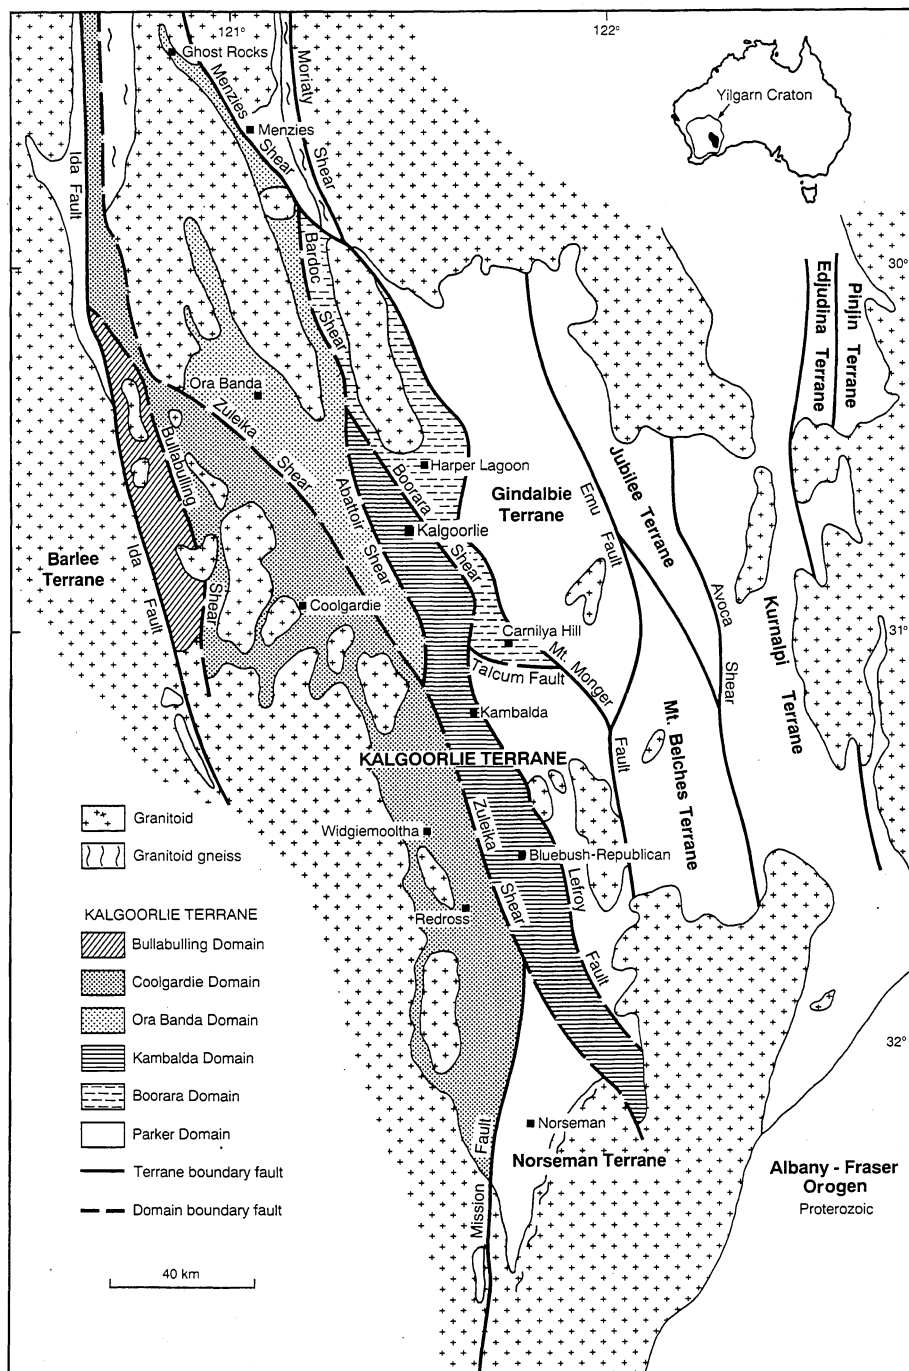 121°
122°
Ghost Rocks
Menzies
Shear
Moriaty
Shear
Menzies
Yilgarn Craton
Ida Fault
Bardoc
Shear
30°
Edjudina Terrane
Pinjin Terrane
Ora Banda
Zuleika
Shear
Bullabulling
Shear
Harper Lagoon
Boorara
Shear
Abattoir
Shear
Gindalbie
Terrane
Jubilee Terrane
Emu
Fault
Kalgoorlie
Barlee
Terrane
Ida
Fault
Coolgardie
Carnilya Hill
Avoca
Shear
Kurnalpi
Terrane
31°
Talcum Fault
Mt. Monger
Fault
Kambalda
Mt. Belches Terrane
KALGOORLIE TERRANE
Widgiemooltha
Zuleika
Shear
Bluebush-Republican
Lefroy
Fault
Redross
32°
Norseman
Norseman Terrane
Mission
Fault
Albany - Fraser
Orogen
Proterozoic
Granitoid
Granitoid gneiss
KALGOORLIE TERRANE
Bullabulling Domain
Coolgardie Domain
Ora Banda Domain
Kambalda Domain
Boorara Domain
Parker Domain
Terrane boundary fault
Domain boundary fault
40 km